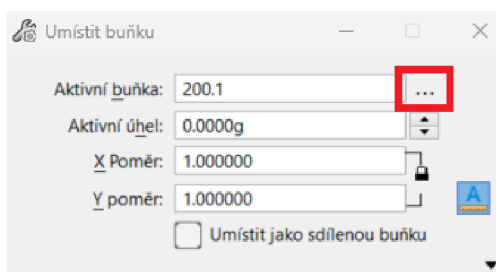 Umístit buňku
Aktivní buňka: 200.1 ...
Aktivní úhel: 0.0000g
X Poměr: 1.000000
Y poměr: 1.000000
A
Umístit jako sdílenou buňku